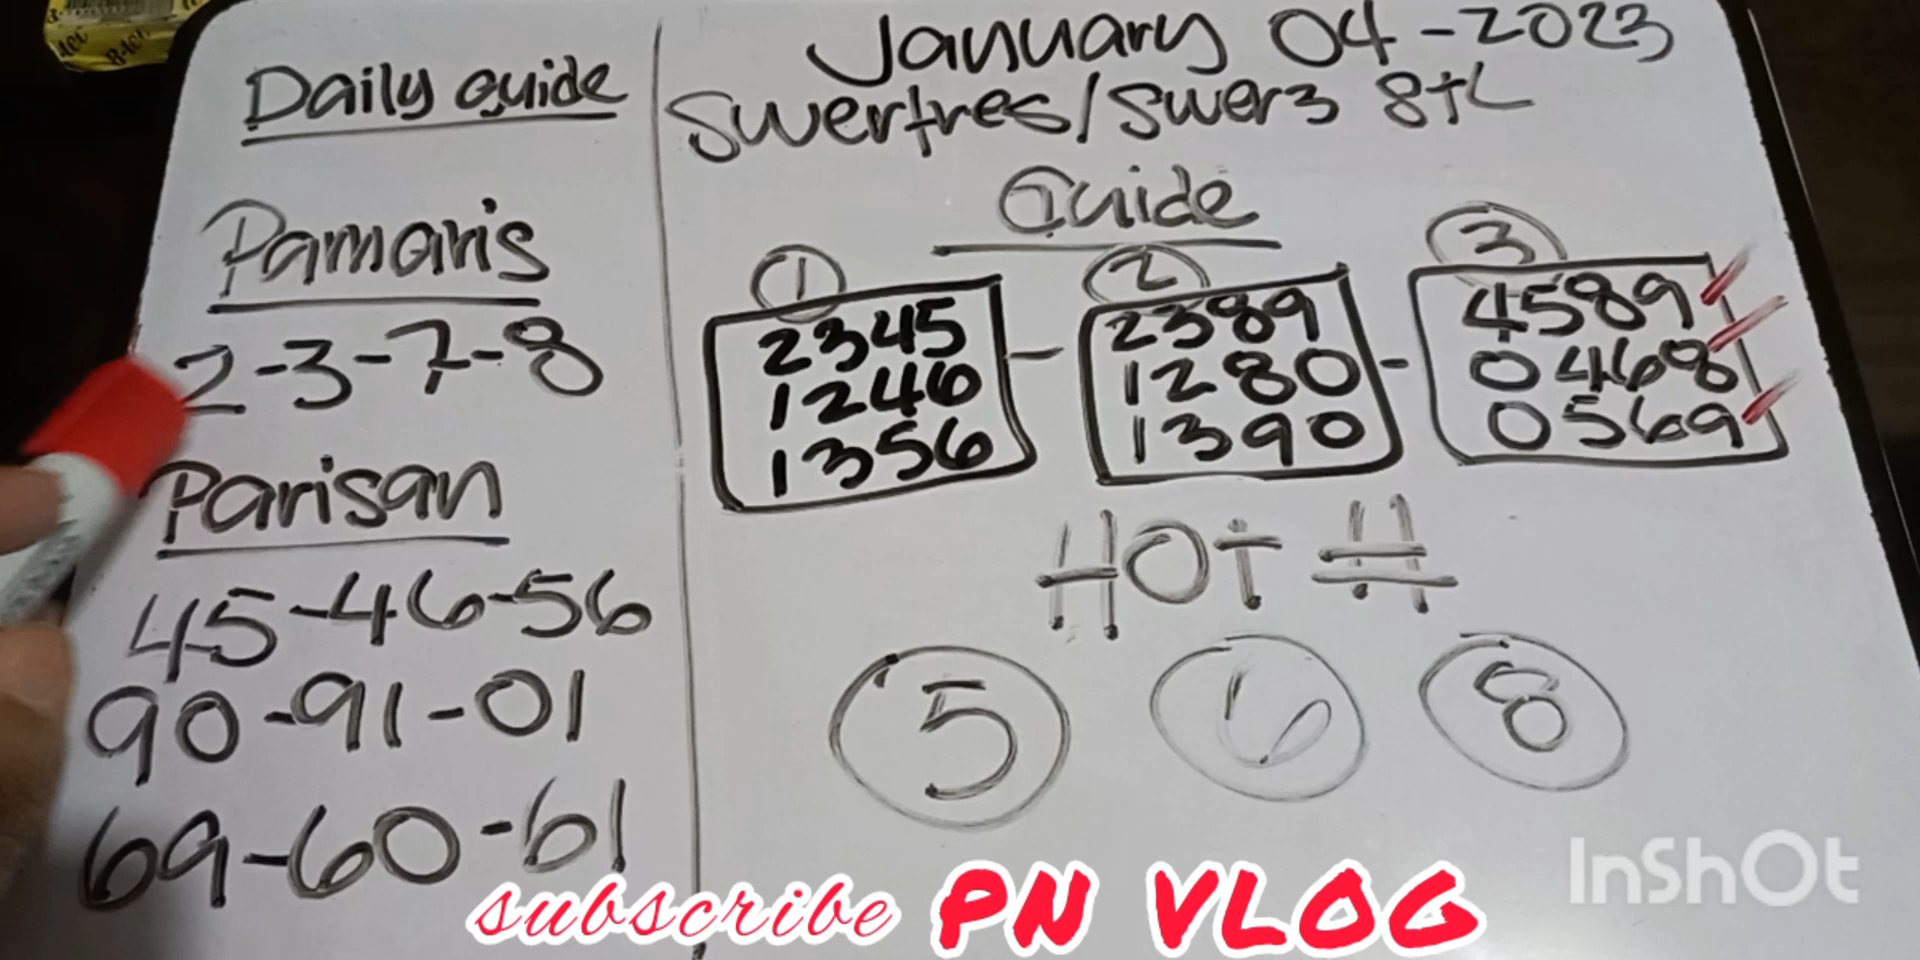 Daily Guide
Pamaris
2-3-7-8
Parisan
45-46-56
90-91-01
69-60-61
January 04-2023
Swertres/Swer3 8tL
Guide
1
2345
1246
1356
-
2
2389
1280
1390
-
3
4589
0468
0569
HOT #
5 6 8
subscribe PN VLOG
InShOt